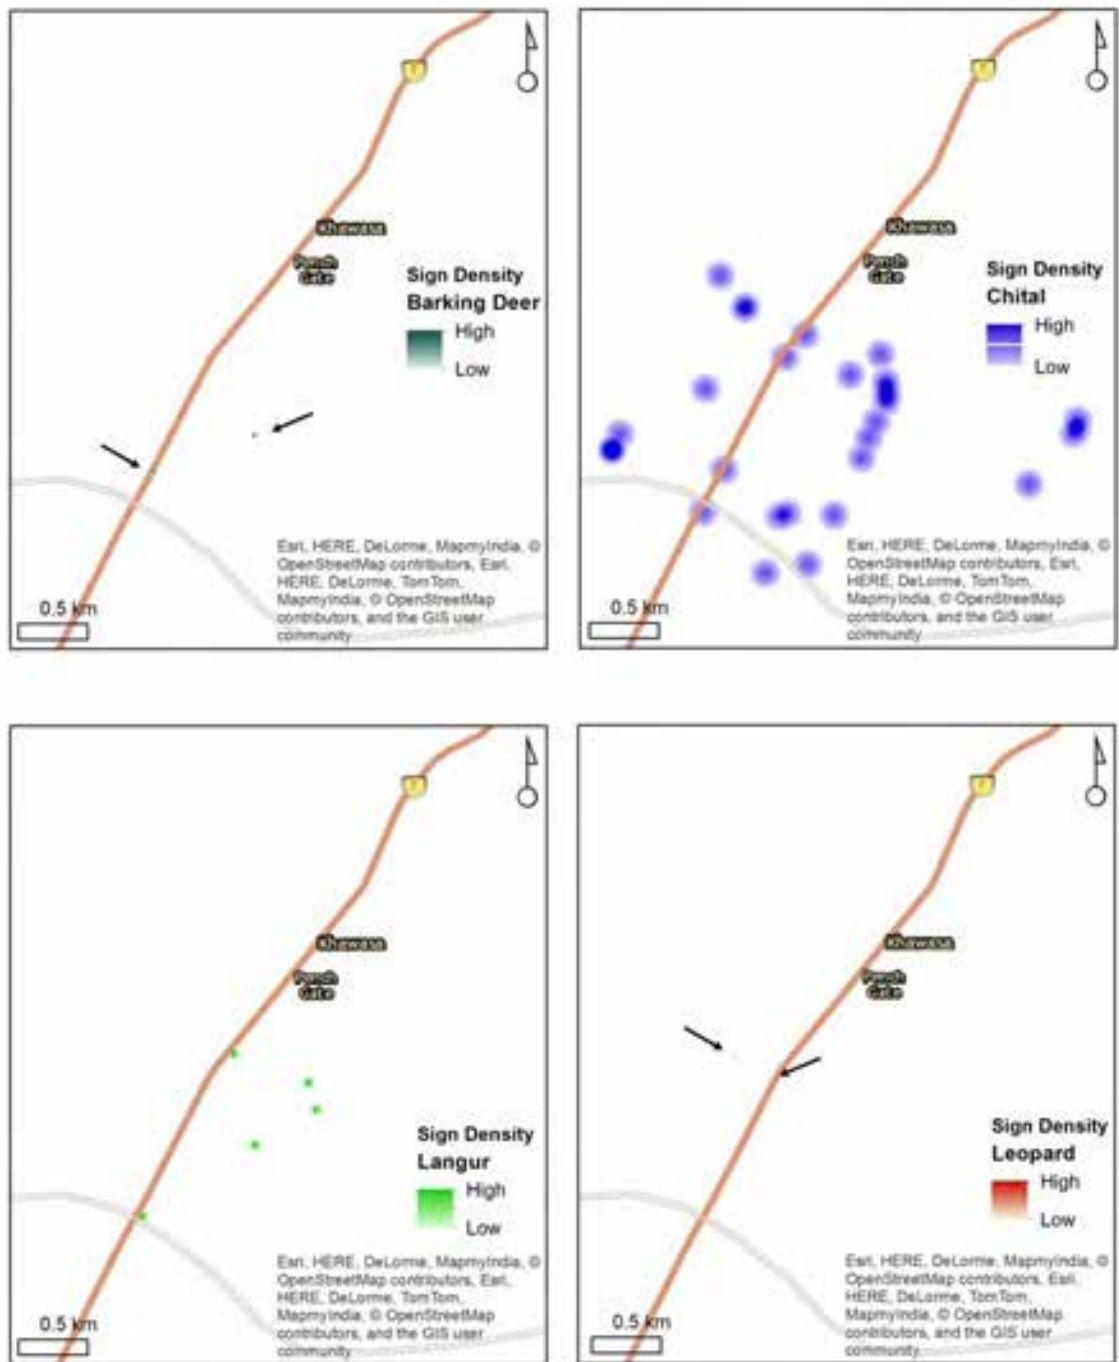 Khawasa
Pench
Gate
Sign Density
Barking Deer
High
Low
Esri, HERE, DeLorme, MapmyIndia, ©
OpenStreetMap contributors, Esri,
HERE, DeLorme, TomTom,
MapmyIndia, © OpenStreetMap
contributors, and the GIS user
community
0.5 km
Khawasa
Pench
Gate
Sign Density
Chital
High
Low
Esri, HERE, DeLorme, MapmyIndia, ©
OpenStreetMap contributors, Esri,
HERE, DeLorme, TomTom,
MapmyIndia, © OpenStreetMap
contributors, and the GIS user
community
0.5 km
Khawasa
Pench
Gate
Sign Density
Langur
High
Low
Esri, HERE, DeLorme, MapmyIndia, ©
OpenStreetMap contributors, Esri,
HERE, DeLorme, TomTom,
MapmyIndia, © OpenStreetMap
contributors, and the GIS user
community
0.5 km
Khawasa
Pench
Gate
Sign Density
Leopard
High
Low
Esri, HERE, DeLorme, MapmyIndia, ©
OpenStreetMap contributors, Esri,
HERE, DeLorme, TomTom,
MapmyIndia, © OpenStreetMap
contributors, and the GIS user
community
0.5 km